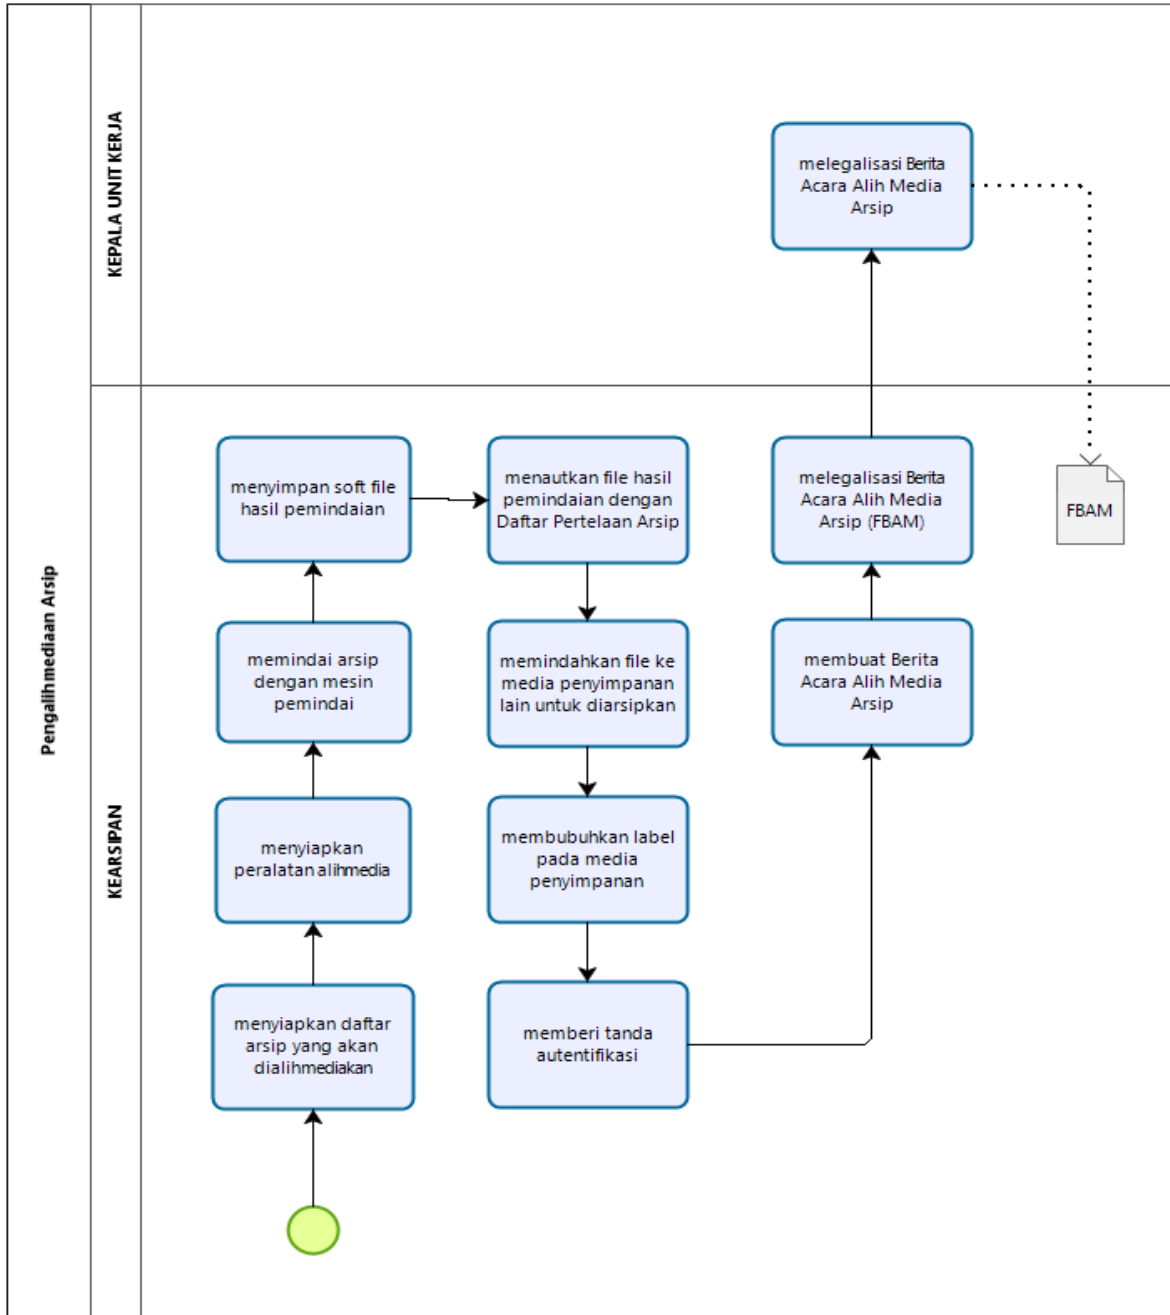 Pengalihmediaan Arsip
KEPALA UNIT KERJA
melegalisasi Berita
Acara Alih Media
Arsip
KEARSIPAN
menyimpan soft file
hasil pemindaian
menautkan file hasil
pemindaian dengan
Daftar Pertelaan Arsip
melegalisasi Berita
Acara Alih Media
Arsip (FBAM)
FBAM
memindai arsip
dengan mesin
pemindai
memindahkan file ke
media penyimpanan
lain untuk diarsipkan
membuat Berita
Acara Alih Media
Arsip
menyiapkan
peralatan alihmedia
membubuhkan label
pada media
penyimpanan
menyiapkan daftar
arsip yang akan
dialihmediakan
memberi tanda
autentifikasi